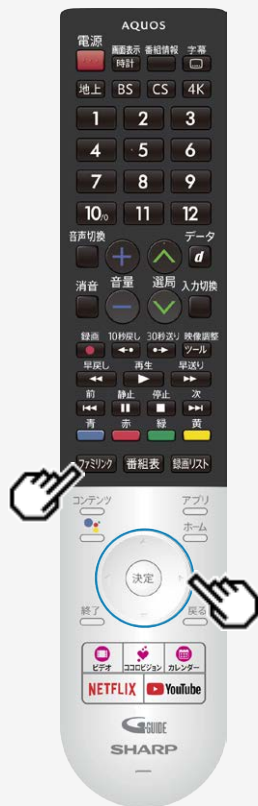 AQUOS
電源 画面表示 番組情報 字幕
時計
地上 BS CS 4K
1 2 3
4 5 6
7 8 9
10/0 11 12
音声切換 データ
d
消音 音量 選局 入力切換
録画 10秒戻し 30秒送り 映像調整
ツール
早戻し 再生 早送り
前 静止 停止 次
青 赤 緑 黄
ファミリンク 番組表 録画リスト
コンテンツ アプリ
ホーム
決定
終了 戻る
ビデオ ココロビジョン カレンダー
NETFLIX YouTube
G-GUIDE
SHARP